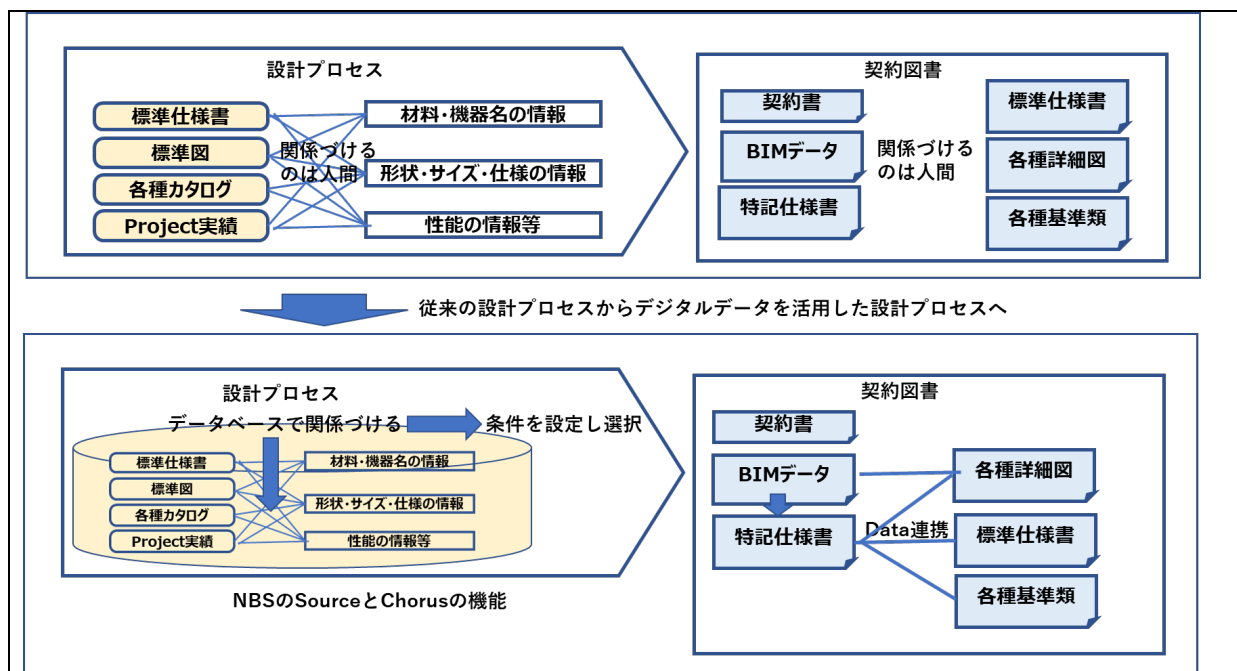 設計プロセス
標準仕様書
標準図
各種カタログ
Project実績
関係づける
のは人間
材料・機器名の情報
形状・サイズ・仕様の情報
性能の情報等
契約図書
契約書
BIMデータ
特記仕様書
関係づける
のは人間
標準仕様書
各種詳細図
各種基準類
従来の設計プロセスからデジタルデータを活用した設計プロセスへ
設計プロセス
データベースで関係づける
条件を設定し選択
標準仕様書
標準図
各種カタログ
Project実績
材料・機器名の情報
形状・サイズ・仕様の情報
性能の情報等
NBSのSourceとChorusの機能
契約図書
契約書
BIMデータ
特記仕様書
Data連携
各種詳細図
標準仕様書
各種基準類